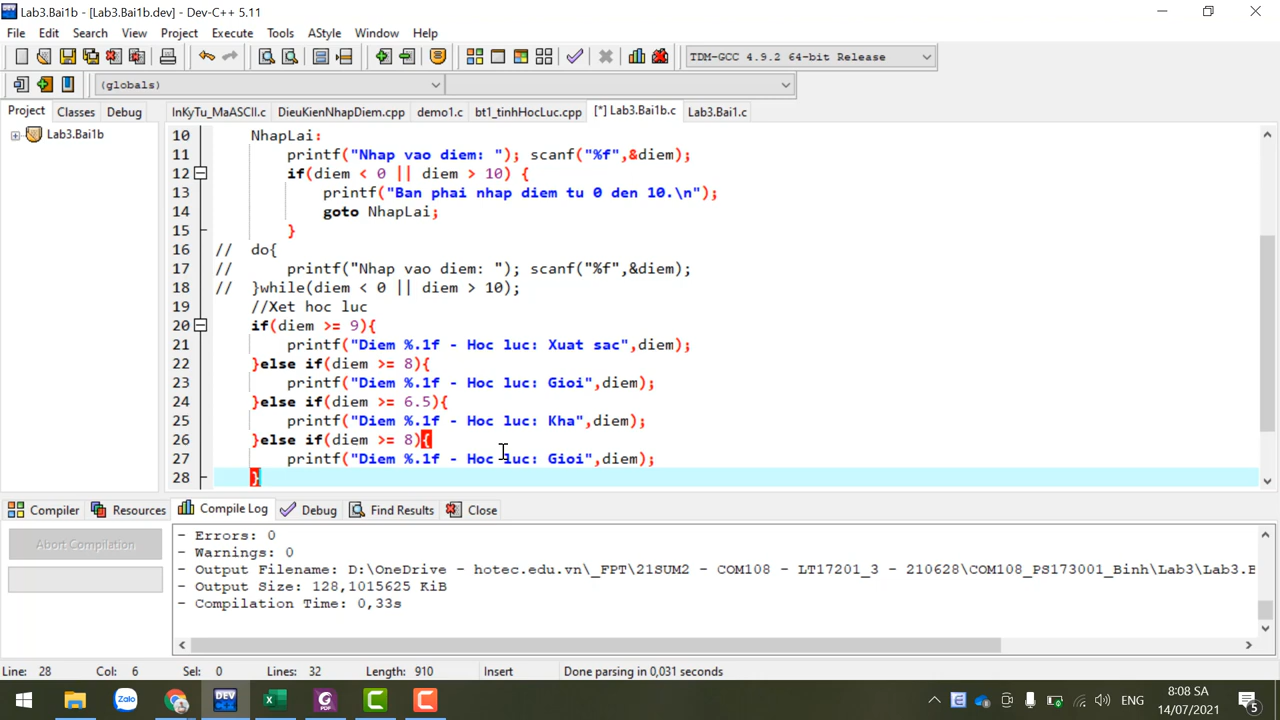 Lab3.Bai1b - [Lab3.Bai1b.dev] - Dev-C++ 5.11
File Edit Search View Project Execute Tools AStyle Window Help
TDM-GCC 4.9.2 64-bit Release
(globals)
Project Classes Debug InKyTu_MaASCII.c DieuKienNhapDiem.cpp demo1.c bt1_tinhHocLuc.cpp [*] Lab3.Bai1b.c Lab3.Bai1.c
Lab3.Bai1b
10 NhapLai:
11 printf("Nhap vao diem: "); scanf("%f",&diem);
12 if(diem < 0 || diem > 10) {
13 printf("Ban phai nhap diem tu 0 den 10.\n");
14 goto NhapLai;
15 }
16 // do{
17 // printf("Nhap vao diem: "); scanf("%f",&diem);
18 // }while(diem < 0 || diem > 10);
19 //Xet hoc luc
20 if(diem >= 9){
21 printf("Diem %.1f - Hoc luc: Xuat sac",diem);
22 }else if(diem >= 8){
23 printf("Diem %.1f - Hoc luc: Gioi",diem);
24 }else if(diem >= 6.5){
25 printf("Diem %.1f - Hoc luc: Kha",diem);
26 }else if(diem >= 8){
27 printf("Diem %.1f - Hoc luc: Gioi",diem);
28 }
Compiler Resources Compile Log Debug Find Results Close
Abort Compilation
- Errors: 0
- Warnings: 0
- Output Filename: D:\OneDrive - hotec.edu.vn\_FPT\21SUM2 - COM108 - LT17201_3 - 210628\COM108_PS173001_Binh\Lab3\Lab3.B
- Output Size: 128,1015625 KiB
- Compilation Time: 0,33s
Line: 28 Col: 6 Sel: 0 Lines: 32 Length: 910 Insert Done parsing in 0,031 seconds
Zalo DEV PDF ENG 8:08 SA
14/07/2021 5